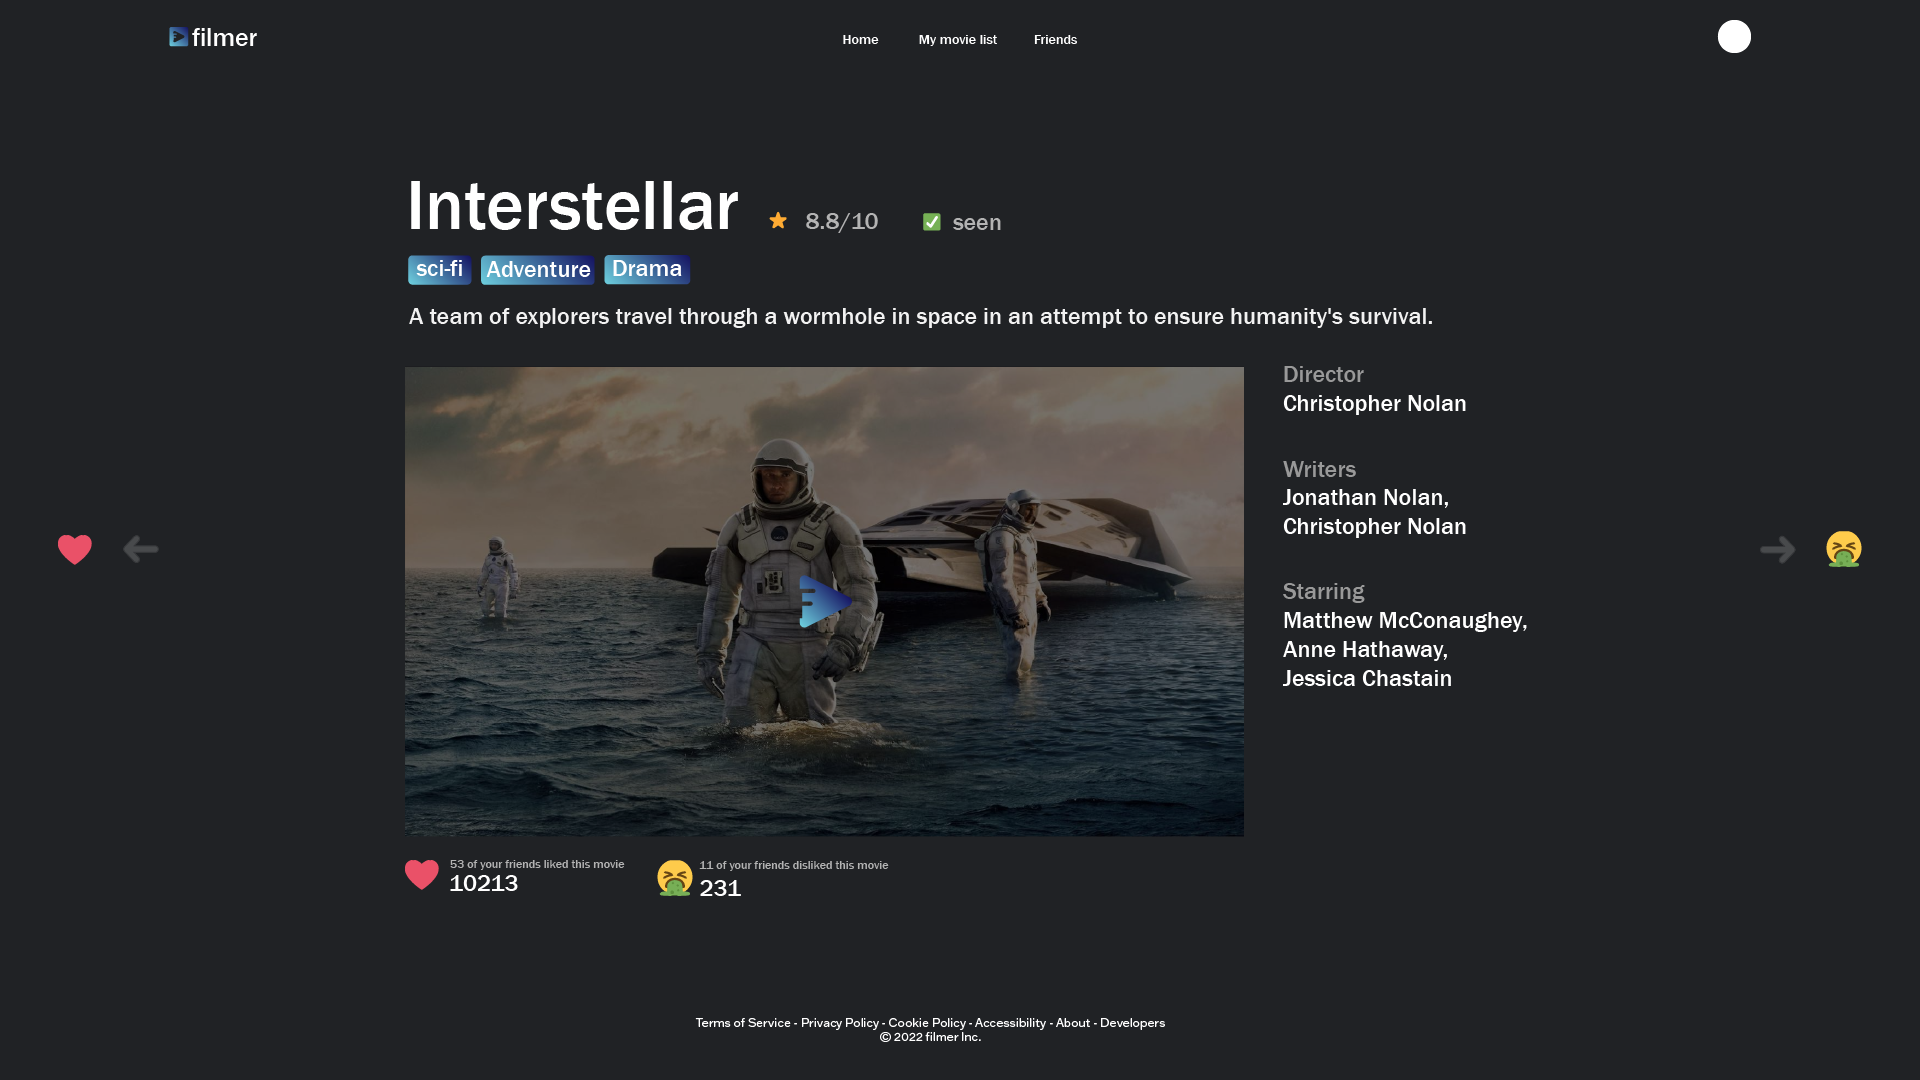 filmer
Home
My movie list
Friends
Interstellar
8.8/10
seen
sci-fi
Adventure
Drama
A team of explorers travel through a wormhole in space in an attempt to ensure humanity's survival.
Director
Christopher Nolan
Writers
Jonathan Nolan,
Christopher Nolan
Starring
Matthew McConaughey,
Anne Hathaway,
Jessica Chastain
53 of your friends liked this movie
10213
11 of your friends disliked this movie
231
Terms of Service - Privacy Policy - Cookie Policy - Accessibility - About - Developers
© 2022 filmer Inc.